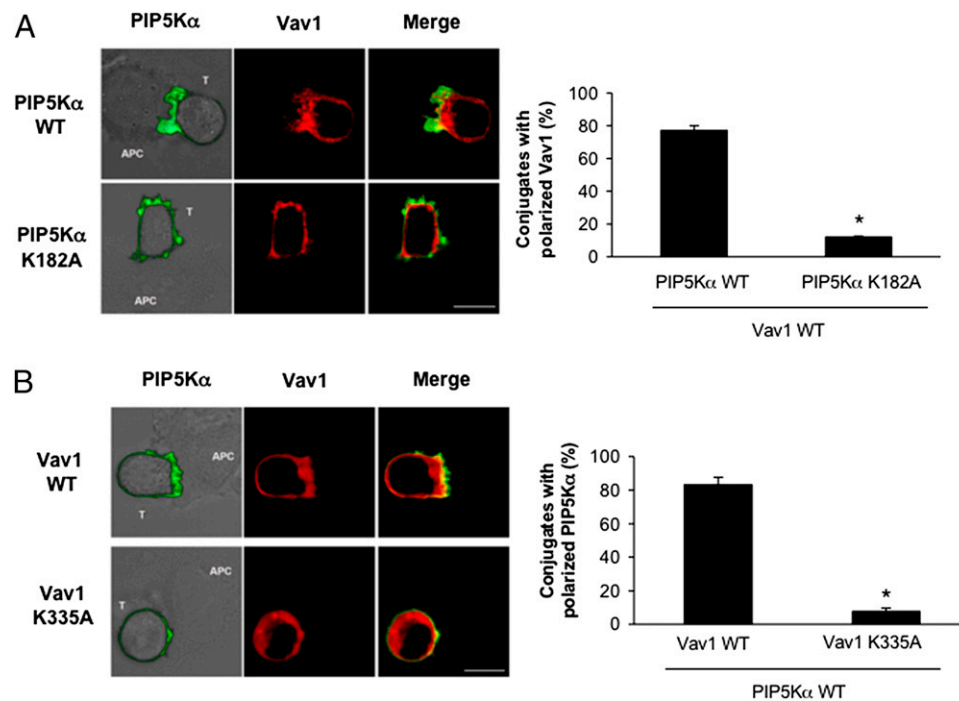 A
PIP5Kα
Vav1
Merge
PIP5Kα
WT
T
APC
PIP5Kα
K182A
T
APC
Conjugates with
polarized Vav1 (%)
100
80
60
40
20
0
*
PIP5Kα WT
PIP5Kα K182A
Vav1 WT
B
PIP5Kα
Vav1
Merge
Vav1
WT
APC
T
Vav1
K335A
APC
T
Conjugates with
polarized PIP5Kα (%)
100
80
60
40
20
0
*
Vav1 WT
Vav1 K335A
PIP5Kα WT